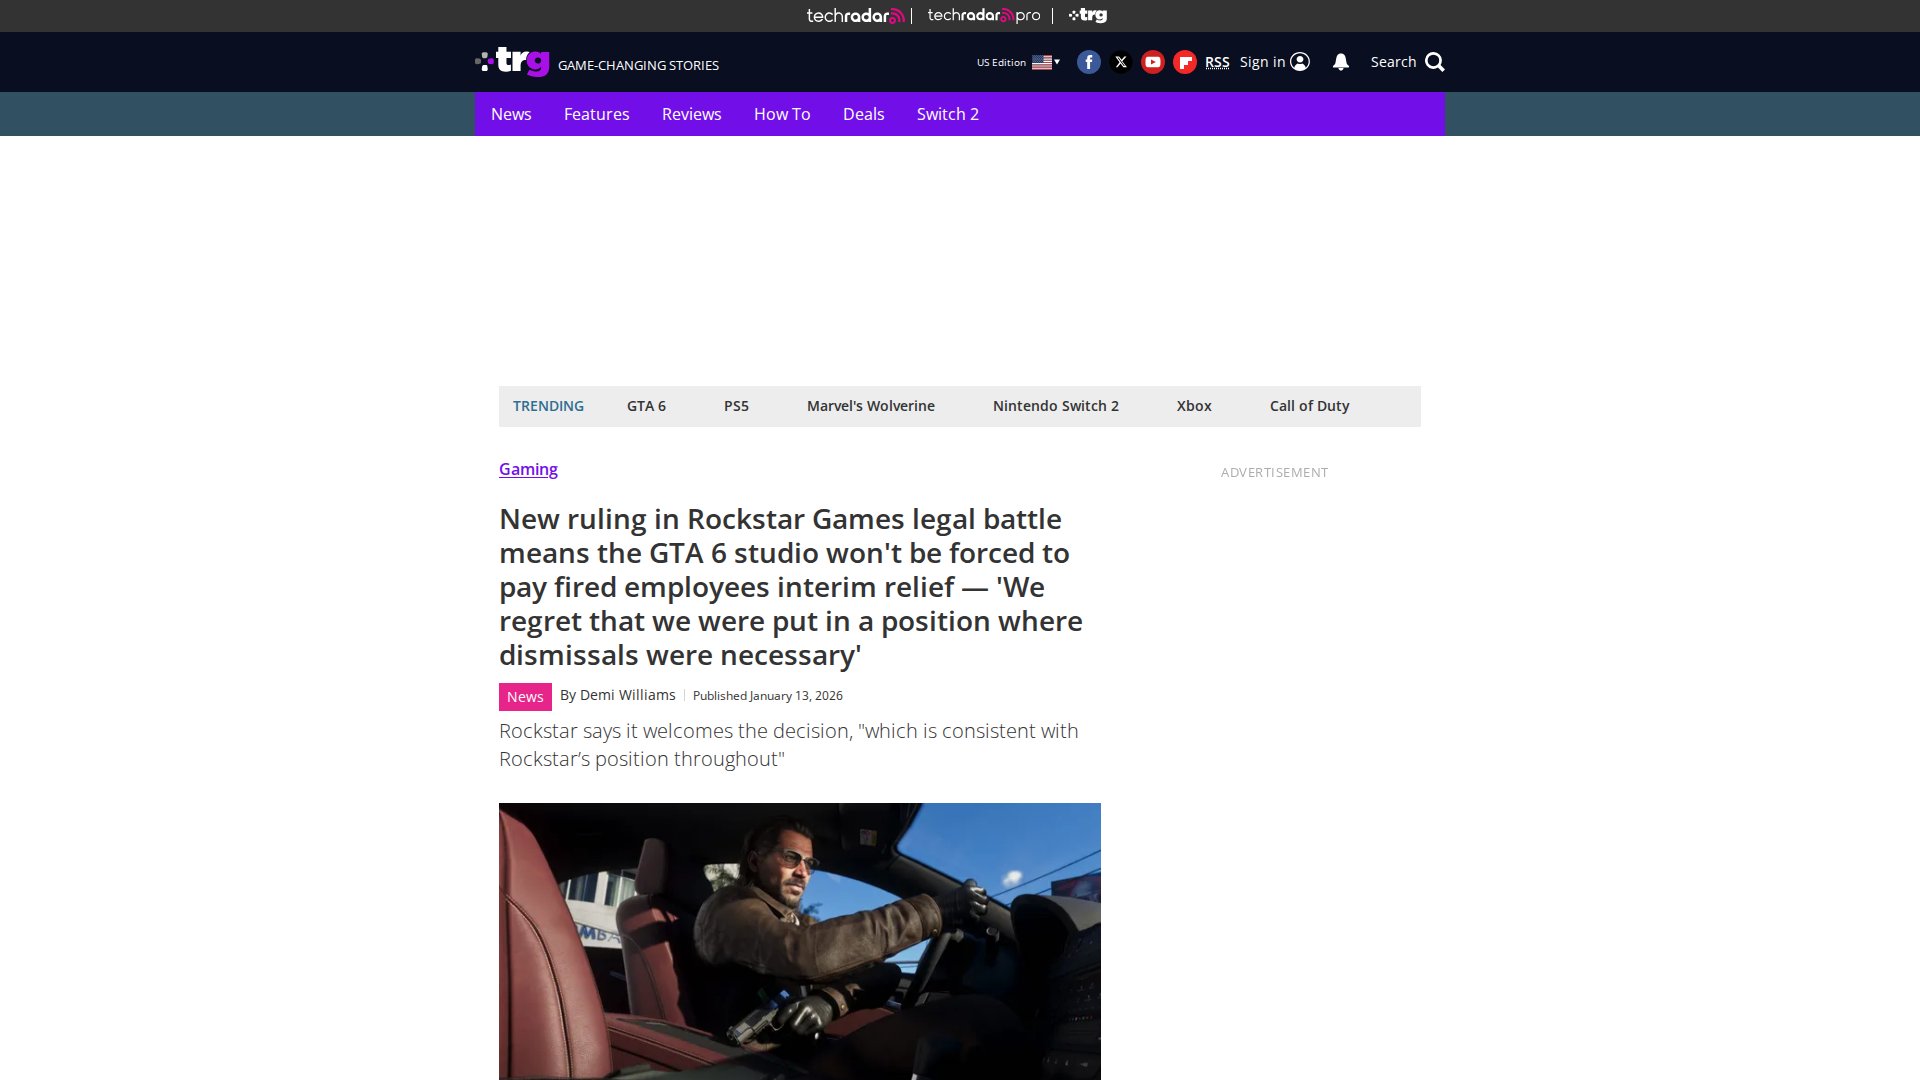 techradar
techradar pro
trg
trg GAME-CHANGING STORIES
US Edition
RSS
Sign in
Search
News
Features
Reviews
How To
Deals
Switch 2
TRENDING
GTA 6
PS5
Marvel's Wolverine
Nintendo Switch 2
Xbox
Call of Duty
Gaming
ADVERTISEMENT
New ruling in Rockstar Games legal battle
means the GTA 6 studio won't be forced to
pay fired employees interim relief — 'We
regret that we were put in a position where
dismissals were necessary'
News
By Demi Williams
Published January 13, 2026
Rockstar says it welcomes the decision, "which is consistent with
Rockstar’s position throughout"